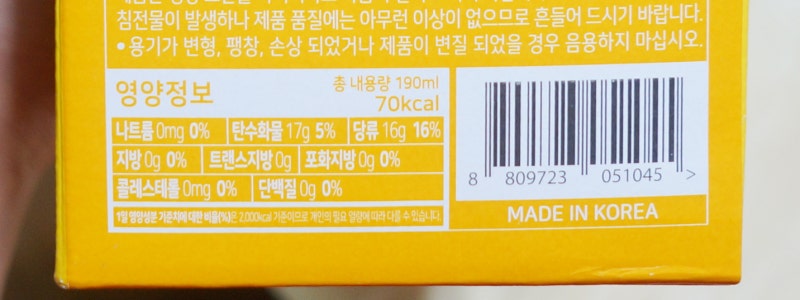 침전물이 발생하나 제품 품질에는 아무런 이상이 없으므로 흔들어 드시기 바랍니다.
•용기가 변형, 팽창, 손상 되었거나 제품이 변질 되었을 경우 음용하지 마십시오.
영양정보
총 내용량 190ml
70kcal
나트륨 0mg 0% 탄수화물 17g 5% 당류 16g 16%
지방 0g 0% 트랜스지방 0g 포화지방 0g 0%
콜레스테롤 0mg 0% 단백질 0g 0%
1일 영양성분 기준치에 대한 비율(%)은 2,000kcal 기준이므로 개인의 필요 열량에 따라 다를 수 있습니다.
8 809723 051045 >
MADE IN KOREA